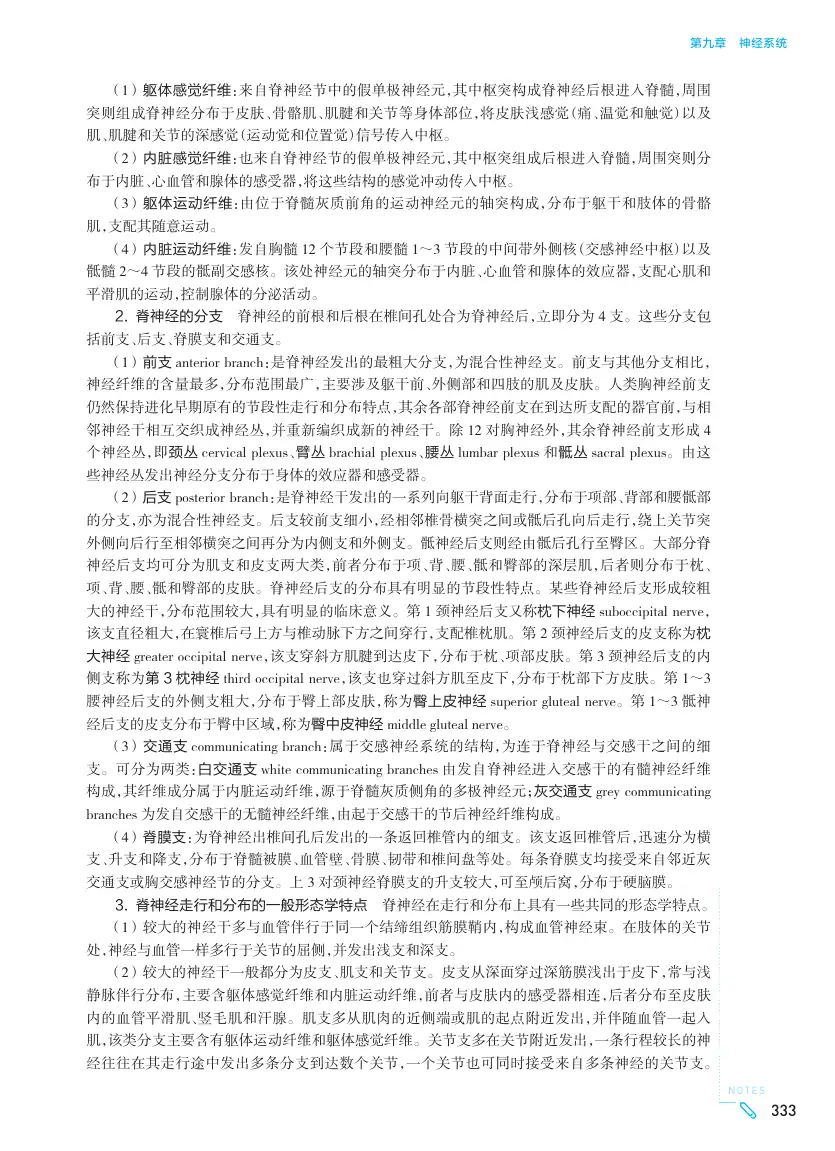 第九章 神经系统
（1）躯体感觉纤维：来自脊神经节中的假单极神经元，其中枢突构成脊神经后根进入脊髓，周围
突则组成脊神经分布于皮肤、骨骼肌、肌腱和关节等身体部位，将皮肤浅感觉（痛、温觉和触觉）以及
肌、肌腱和关节的深感觉（运动觉和位置觉）信号传入中枢。
（2）内脏感觉纤维：也来自脊神经节的假单极神经元，其中枢突组成后根进入脊髓，周围突则分
布于内脏、心血管和腺体的感受器，将这些结构的感觉冲动传入中枢。
（3）躯体运动纤维：由位于脊髓灰质前角的运动神经元的轴突构成，分布于躯干和肢体的骨骼
肌，支配其随意运动。
（4）内脏运动纤维：发自胸髓 12 个节段和腰髓 1～3 节段的中间带外侧核（交感神经中枢）以及
骶髓 2～4 节段的骶副交感核。该处神经元的轴突分布于内脏、心血管和腺体的效应器，支配心肌和
平滑肌的运动，控制腺体的分泌活动。
2. 脊神经的分支 脊神经的前根和后根在椎间孔处合为脊神经后，立即分为 4 支。这些分支包
括前支、后支、脊膜支和交通支。
（1）前支 anterior branch：是脊神经发出的最粗大分支，为混合性神经支。前支与其他分支相比，
神经纤维的含量最多，分布范围最广，主要涉及躯干前、外侧部和四肢的肌及皮肤。人类胸神经前支
仍然保持进化早期原有的节段性走行和分布特点，其余各部脊神经前支在到达所支配的器官前，与相
邻神经干相互交织成神经丛，并重新编织成新的神经干。除 12 对胸神经外，其余脊神经前支形成 4
个神经丛，即颈丛 cervical plexus、臂丛 brachial plexus、腰丛 lumbar plexus 和骶丛 sacral plexus。由这
些神经丛发出神经分支分布于身体的效应器和感受器。
（2）后支 posterior branch：是脊神经干发出的一系列向躯干背面走行，分布于项部、背部和腰骶部
的分支，亦为混合性神经支。后支较前支细小，经相邻椎骨横突之间或骶后孔向后走行，绕上关节突
外侧向后行至相邻横突之间再分为内侧支和外侧支。骶神经后支则经由骶后孔行至臀区。大部分脊
神经后支均可分为肌支和皮支两大类，前者分布于项、背、腰、骶和臀部的深层肌，后者则分布于枕、
项、背、腰、骶和臀部的皮肤。脊神经后支的分布具有明显的节段性特点。某些脊神经后支形成较粗
大的神经干，分布范围较大，具有明显的临床意义。第 1 颈神经后支又称枕下神经 suboccipital nerve，
该支直径粗大，在寰椎后弓上方与椎动脉下方之间穿行，支配椎枕肌。第 2 颈神经后支的皮支称为枕
大神经 greater occipital nerve，该支穿斜方肌腱到达皮下，分布于枕、项部皮肤。第 3 颈神经后支的内
侧支称为第 3 枕神经 third occipital nerve，该支也穿过斜方肌至皮下，分布于枕部下方皮肤。第 1～3
腰神经后支的外侧支粗大，分布于臀上部皮肤，称为臀上皮神经 superior gluteal nerve。第 1～3 骶神
经后支的皮支分布于臀中区域，称为臀中皮神经 middle gluteal nerve。
（3）交通支 communicating branch：属于交感神经系统的结构，为连于脊神经与交感干之间的细
支。可分为两类：白交通支 white communicating branches 由发自脊神经进入交感干的有髓神经纤维
构成，其纤维成分属于内脏运动纤维，源于脊髓灰质侧角的多极神经元；灰交通支 grey communicating
branches 为发自交感干的无髓神经纤维，由起于交感干的节后神经纤维构成。
（4）脊膜支：为脊神经出椎间孔后发出的一条返回椎管内的细支。该支返回椎管后，迅速分为横
支、升支和降支，分布于脊髓被膜、血管壁、骨膜、韧带和椎间盘等处。每条脊膜支均接受来自邻近灰
交通支或胸交感神经节的分支。上 3 对颈神经脊膜支的升支较大，可至颅后窝，分布于硬脑膜。
3. 脊神经走行和分布的一般形态学特点 脊神经在走行和分布上具有一些共同的形态学特点。
（1）较大的神经干多与血管伴行于同一个结缔组织筋膜鞘内，构成血管神经束。在肢体的关节
处，神经与血管一样多行于关节的屈侧，并发出浅支和深支。
（2）较大的神经干一般都分为皮支、肌支和关节支。皮支从深面穿过深筋膜浅出于皮下，常与浅
静脉伴行分布，主要含躯体感觉纤维和内脏运动纤维，前者与皮肤内的感受器相连，后者分布至皮肤
内的血管平滑肌、竖毛肌和汗腺。肌支多从肌肉的近侧端或肌的起点附近发出，并伴随血管一起入
肌，该类分支主要含有躯体运动纤维和躯体感觉纤维。关节支多在关节附近发出，一条行程较长的神
经往往在其走行途中发出多条分支到达数个关节，一个关节也可同时接受来自多条神经的关节支。
NOTES
333